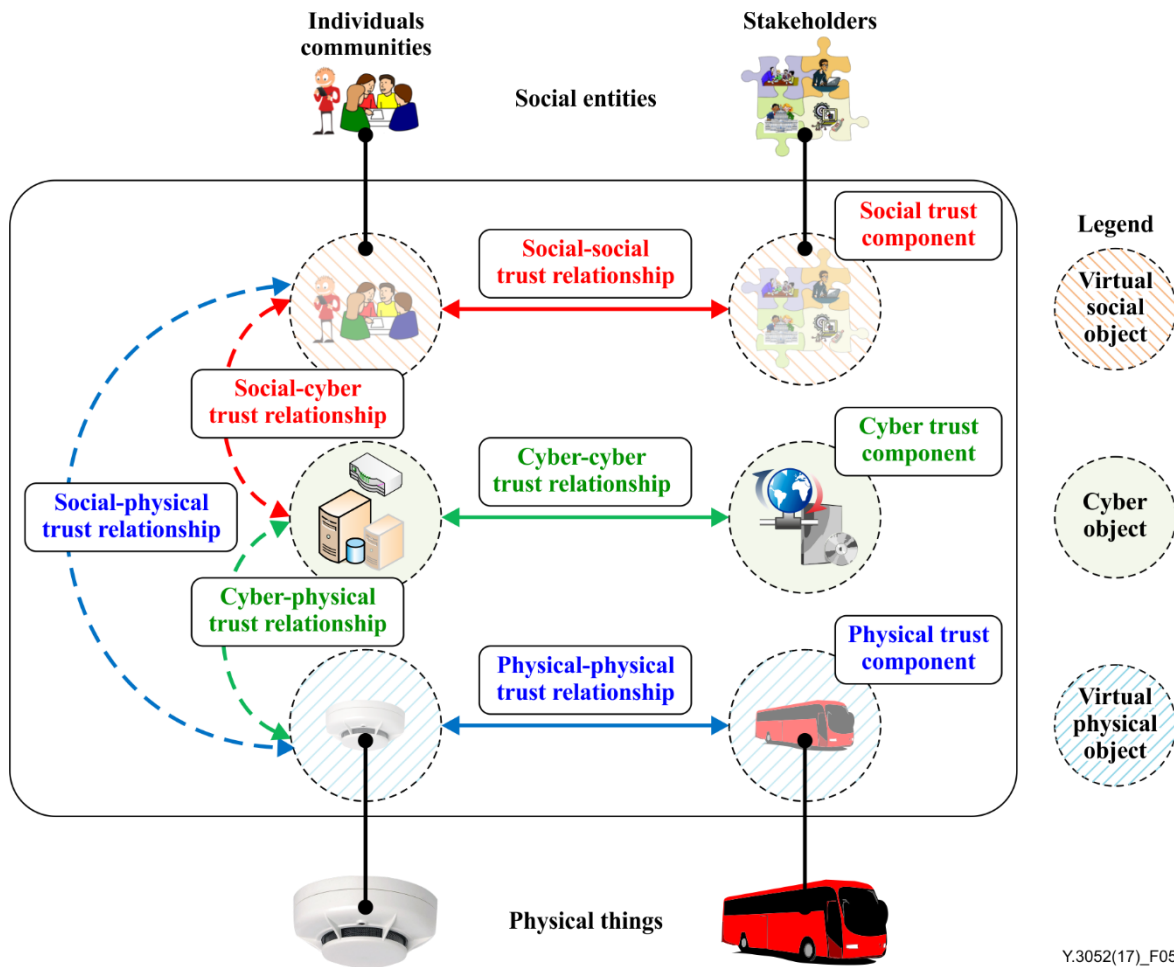 Individuals
communities
Stakeholders
Social entities
Social trust
component
Social-social
trust relationship
Legend
Virtual
social
object
Social-cyber
trust relationship
Cyber trust
component
Cyber-cyber
trust relationship
Social-physical
trust relationship
Cyber
object
Cyber-physical
trust relationship
Physical trust
component
Physical-physical
trust relationship
Virtual
physical
object
Physical things
Y.3052(17)_F05